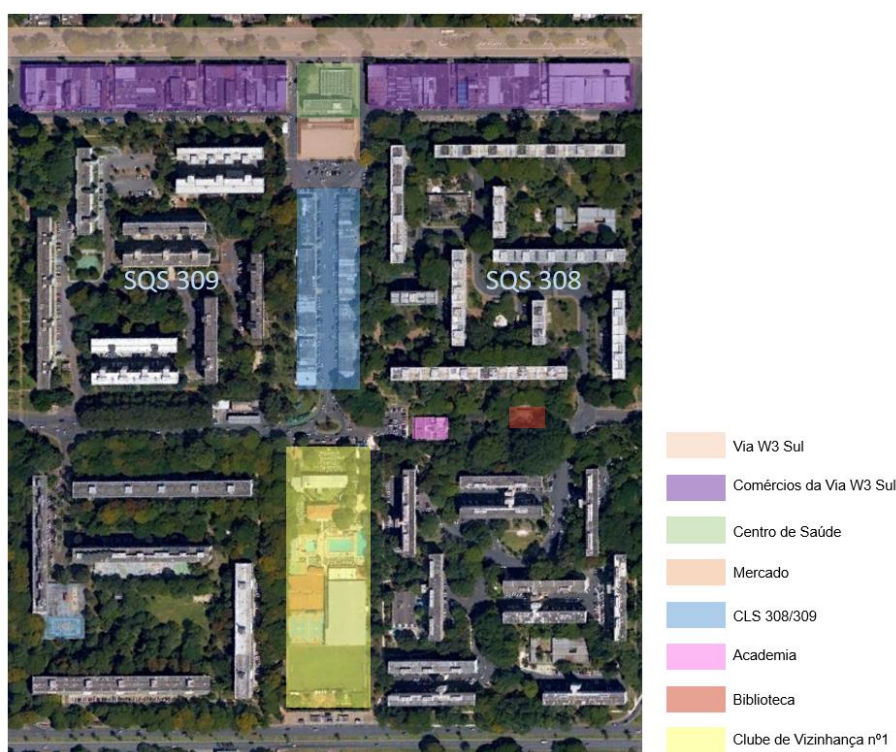 SQS 309
SQS 308
Via W3 Sul
Comércios da Via W3 Sul
Centro de Saúde
Mercado
CLS 308/309
Academia
Biblioteca
Clube de Vizinhança nº1